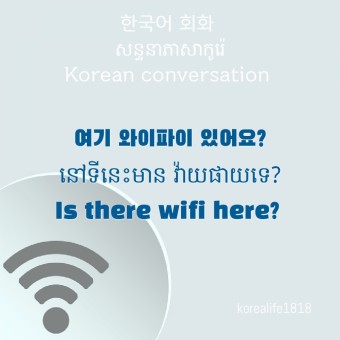 한국어 회화
សន្ទនាភាសាកូរ៉េ
Korean conversation
여기 와이파이 있어요?
នៅទីនេះមាន វ៉ាយផាយទេ?
Is there wifi here?
korealife1818